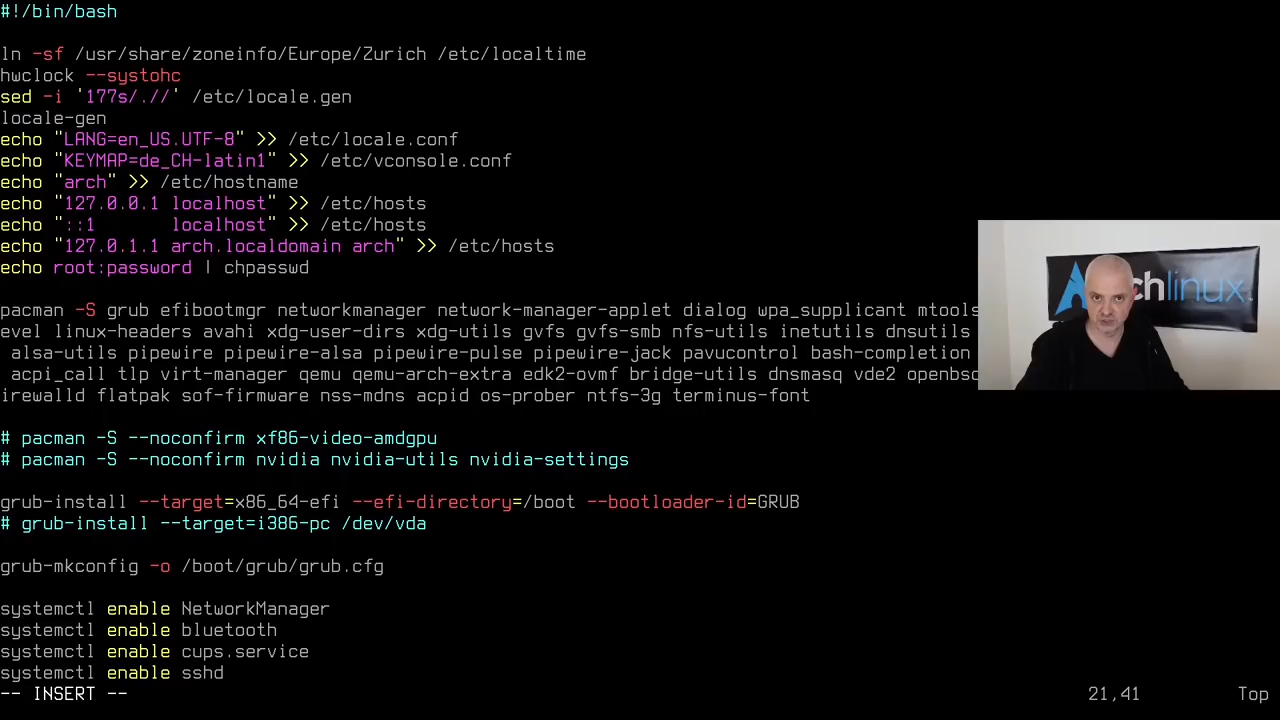 #!/bin/bash
ln -sf /usr/share/zoneinfo/Europe/Zurich /etc/localtime
hwclock --systohc
sed -i '177s/.//' /etc/locale.gen
locale-gen
echo "LANG=en_US.UTF-8" >> /etc/locale.conf
echo "KEYMAP=de_CH-latin1" >> /etc/vconsole.conf
echo "arch" >> /etc/hostname
echo "127.0.0.1 localhost" >> /etc/hosts
echo "::1       localhost" >> /etc/hosts
echo "127.0.1.1 arch.localdomain arch" >> /etc/hosts
echo root:password | chpasswd
pacman -S grub efibootmgr networkmanager network-manager-applet dialog wpa_supplicant mtools
evel linux-headers avahi xdg-user-dirs xdg-utils gvfs gvfs-smb nfs-utils inetutils dnsutils
alsa-utils pipewire pipewire-alsa pipewire-pulse pipewire-jack pavucontrol bash-completion
acpi_call tlp virt-manager qemu qemu-arch-extra edk2-ovmf bridge-utils dnsmasq vde2 openbsd
irewalld flatpak sof-firmware nss-mdns acpid os-prober ntfs-3g terminus-font
# pacman -S --noconfirm xf86-video-amdgpu
# pacman -S --noconfirm nvidia nvidia-utils nvidia-settings
grub-install --target=x86_64-efi --efi-directory=/boot --bootloader-id=GRUB
# grub-install --target=i386-pc /dev/vda
grub-mkconfig -o /boot/grub/grub.cfg
systemctl enable NetworkManager
systemctl enable bluetooth
systemctl enable cups.service
systemctl enable sshd
-- INSERT -- 21,41 Top
chlinux